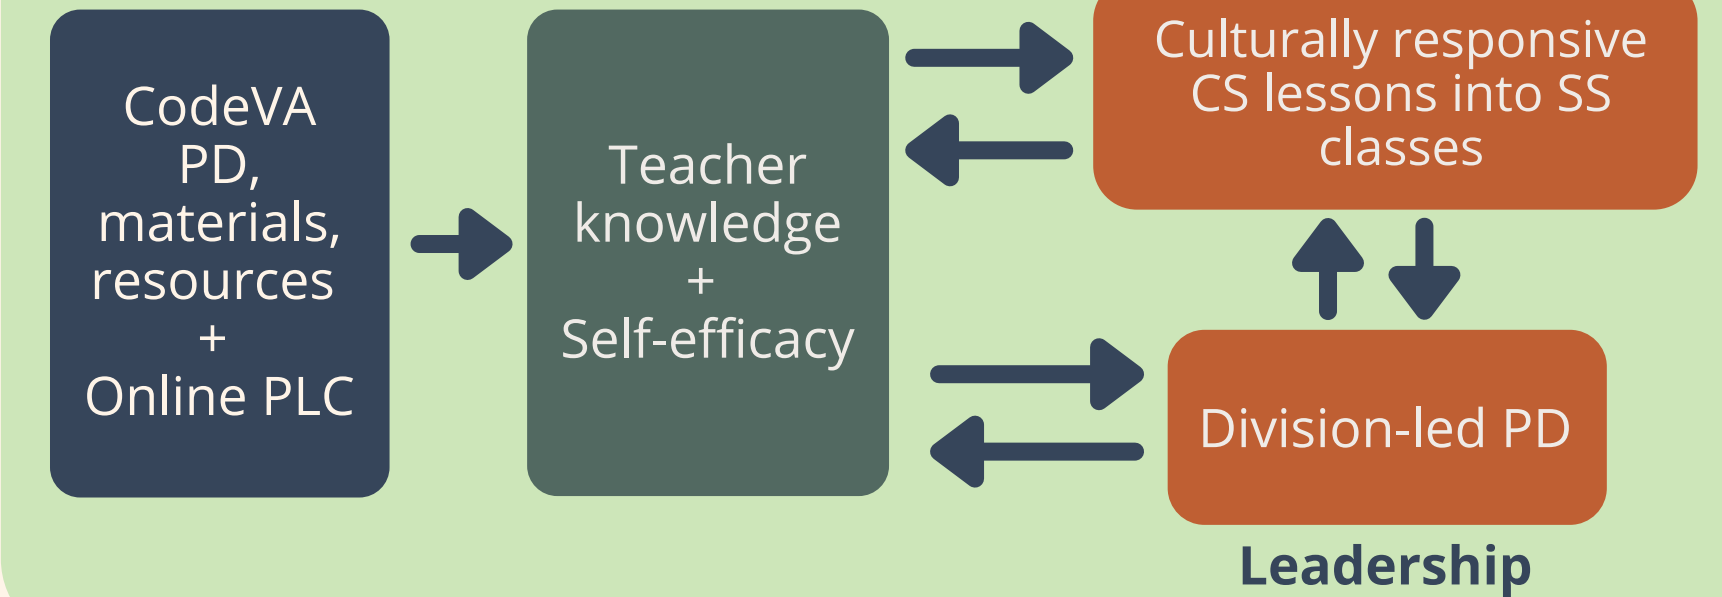 CodeVA
PD,
materials,
resources
+
Online PLC
Teacher
knowledge
+
Self-efficacy
Culturally responsive
CS lessons into SS
classes
Division-led PD
Leadership